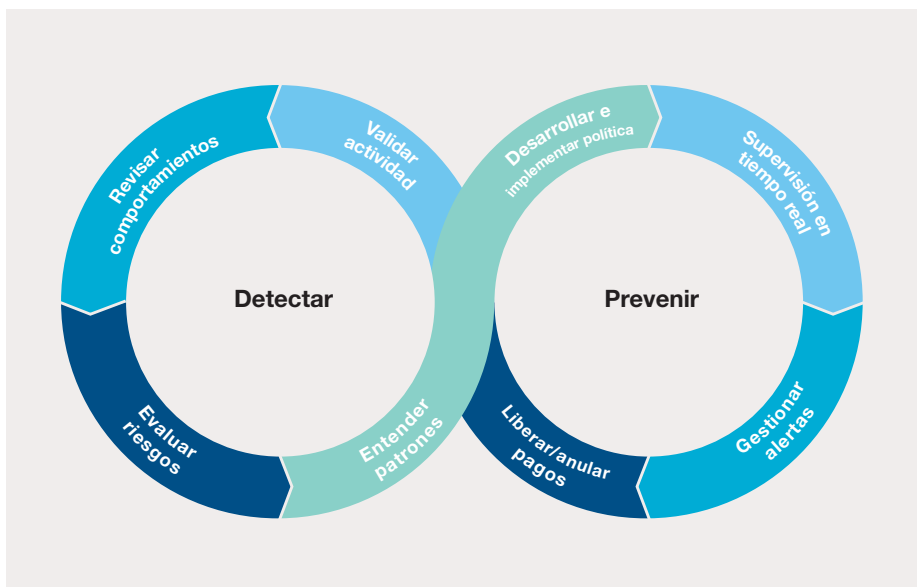 Detectar
Validar
actividad
Revisar
comportamientos
Evaluar
riesgos
Entender
patrones
Prevenir
Desarrollar e
implementar política
Supervisión en
tiempo real
Gestionar
alertas
Liberar/anular
pagos